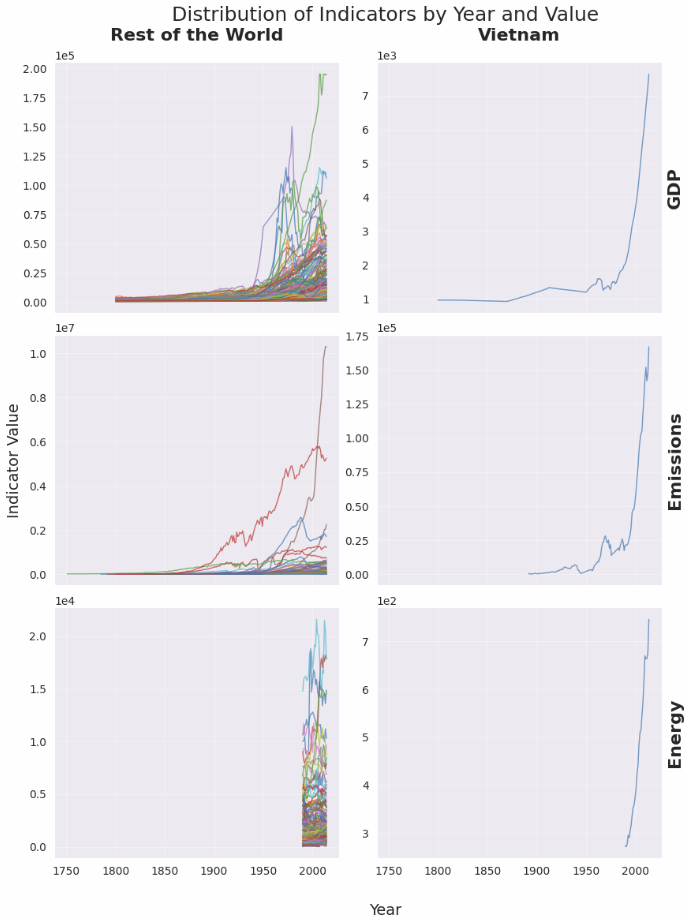 Distribution of Indicators by Year and Value
Rest of the World
Vietnam
1e5
1e3
2.00
1.75
1.50
1.25
1.00
0.75
0.50
0.25
0.00
7
6
5
4
3
2
1
GDP
1e7
1e5
1.0
0.8
0.6
0.4
0.2
0.0
1.75
1.50
1.25
1.00
0.75
0.50
0.25
0.00
Emissions
Indicator Value
1e4
1e2
2.0
1.5
1.0
0.5
0.0
7
6
5
4
3
Energy
1750 1800 1850 1900 1950 2000
1750 1800 1850 1900 1950 2000
Year